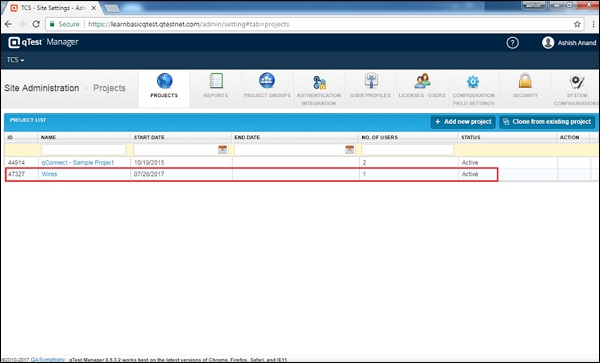 ashish
TCS - Site Settings - Ash
Secure https://learnbasicqtest.qtestnet.com/admin/setting#tab=projects
qTest Manager
? Ashish Anand
TCS
Site Administration - Projects
PROJECTS REPORTS PROJECT GROUPS AUTHENTICATION INTEGRATION USER PROFILES LICENSES - USERS CONFIGURATION FIELD SETTINGS SECURITY SYSTEM CONFIGURATIONS
PROJECT LIST + Add new project Clone from existing project
ID NAME START DATE END DATE NO. OF USERS STATUS ACTION
44914 qConnect - Sample Project 10/19/2015 2 Active
47327 Wires 07/28/2017 1 Active
©2010-2017 QASymphony qTest Manager 8.5.3.2 works best on the latest versions of Chrome, Firefox, Safari, and IE11.